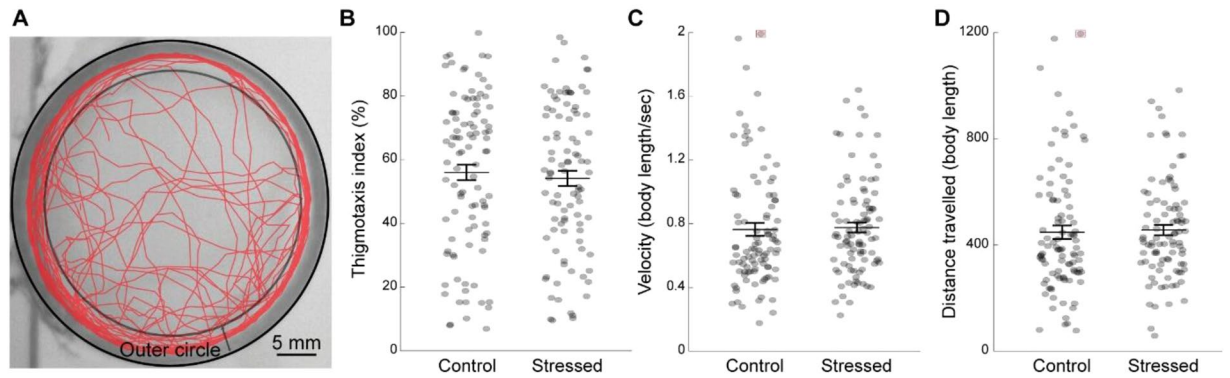 A
Outer circle
5 mm
B
Thigmotaxis index (%)
100
80
60
40
20
0
Control
Stressed
C
Velocity (body length/sec)
2
1.6
1.2
0.8
0.4
0
Control
Stressed
D
Distance travelled (body length)
1200
800
400
0
Control
Stressed